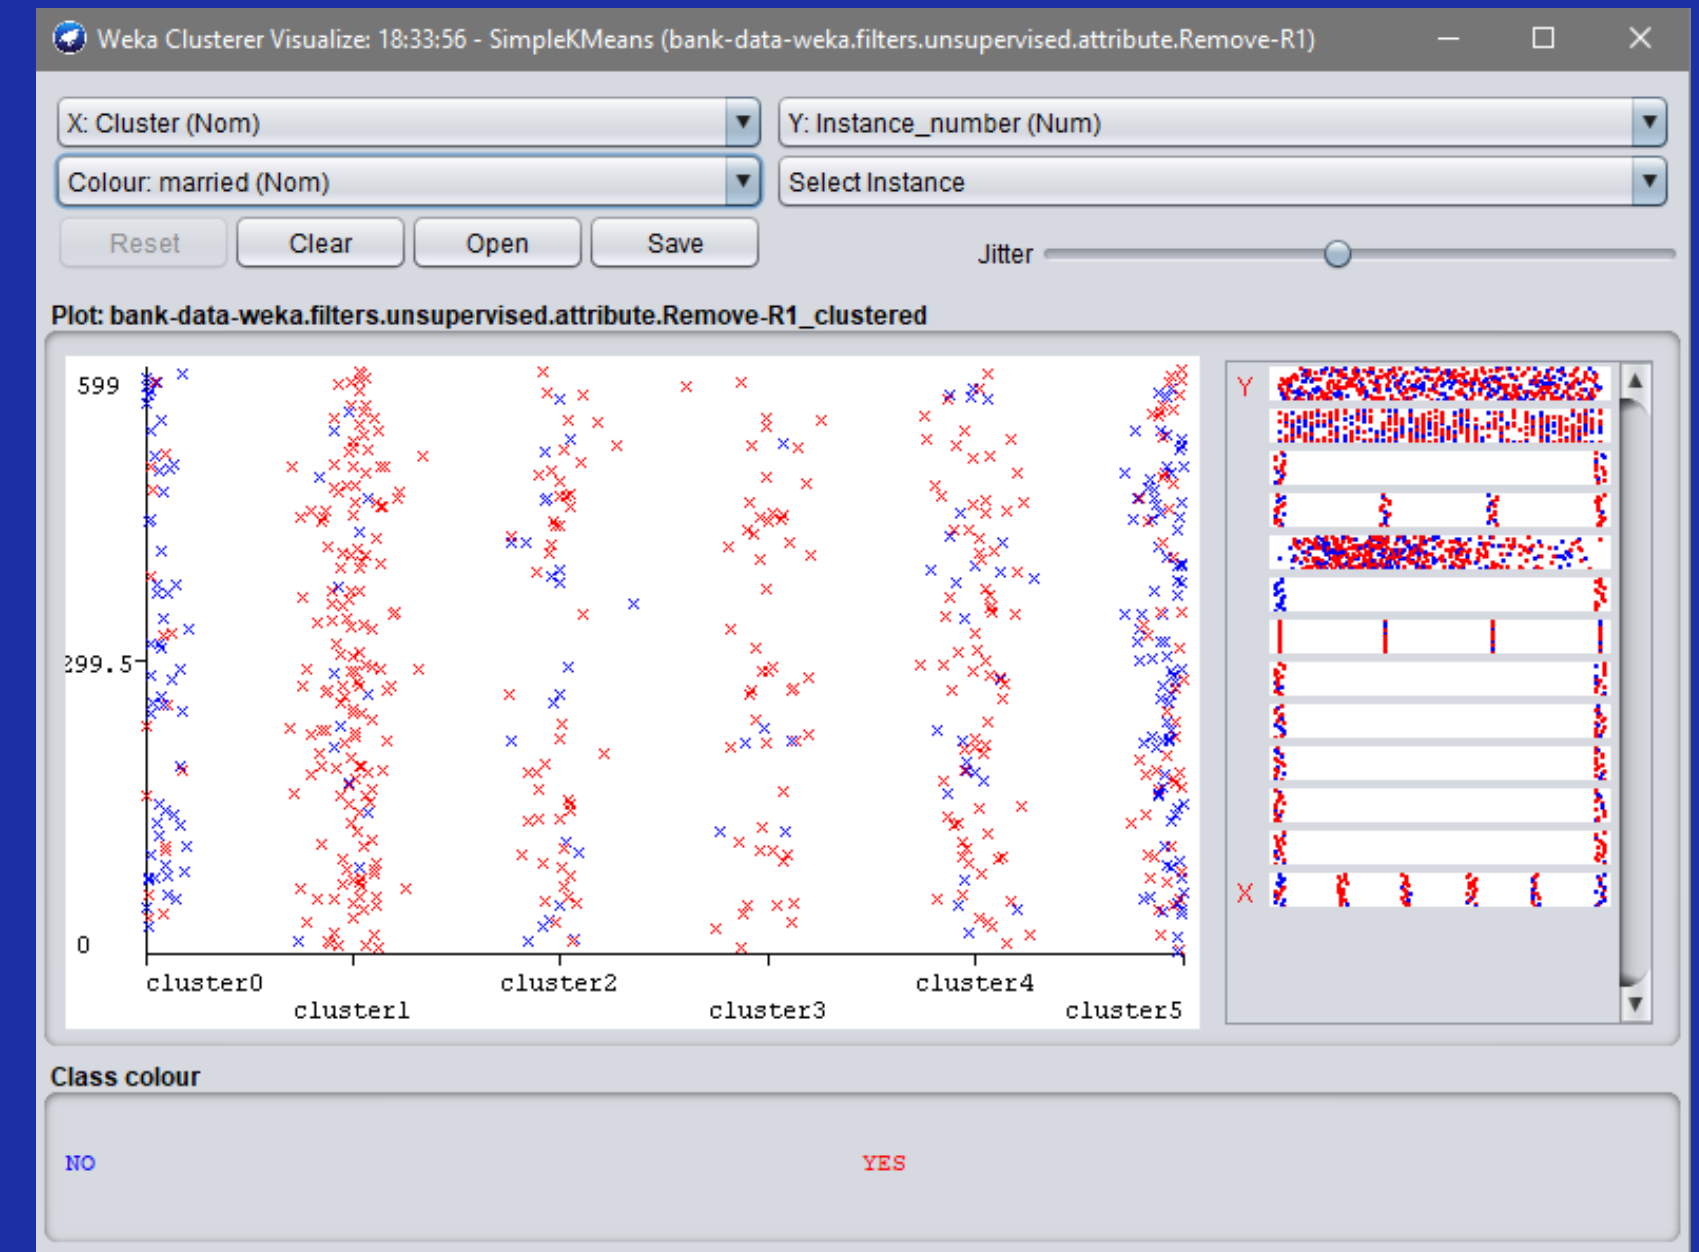 Weka Clusterer Visualize: 18:33:56 - SimpleKMeans (bank-data-weka.filters.unsupervised.attribute.Remove-R1)
X: Cluster (Nom)
Y: Instance_number (Num)
Colour: married (Nom)
Select Instance
Reset
Clear
Open
Save
Jitter
Plot: bank-data-weka.filters.unsupervised.attribute.Remove-R1_clustered
599
299.5
0
cluster0
cluster1
cluster2
cluster3
cluster4
cluster5
Y
X
Class colour
NO
YES